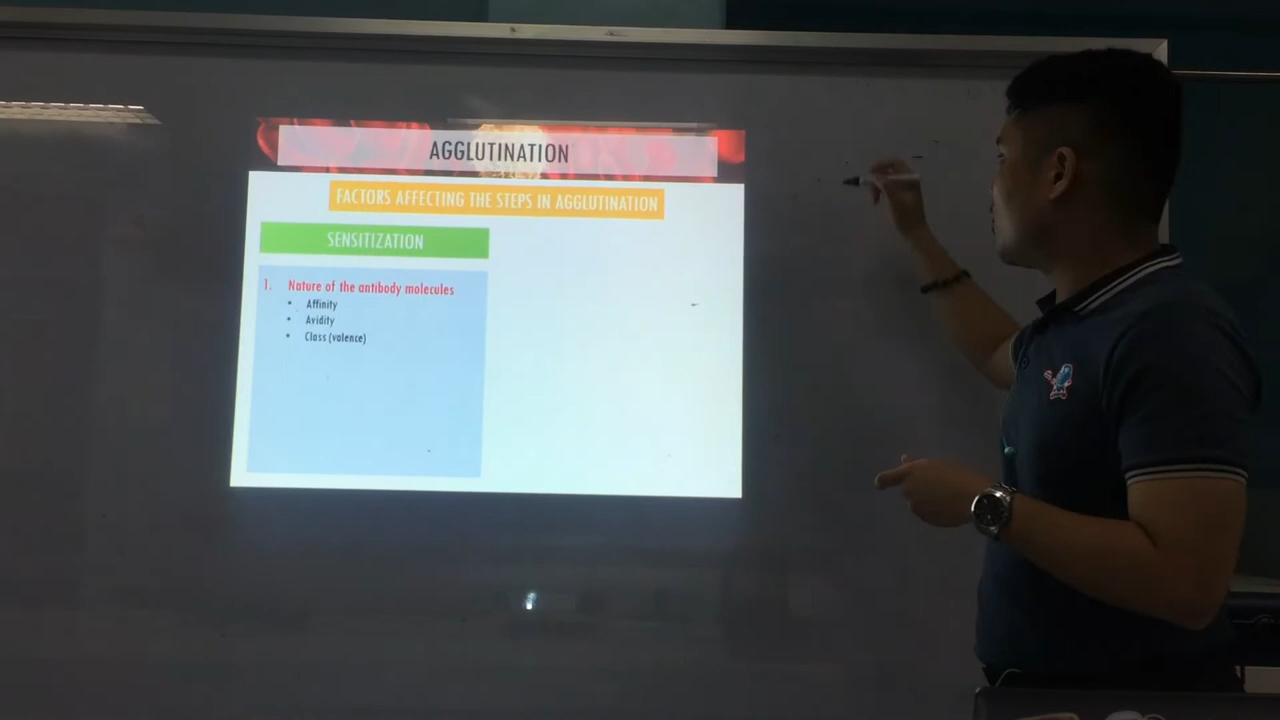 AGGLUTINATION
FACTORS AFFECTING THE STEPS IN AGGLUTINATION
SENSITIZATION
1. Nature of the antibody molecules
• Affinity
• Avidity
• Class (valence)